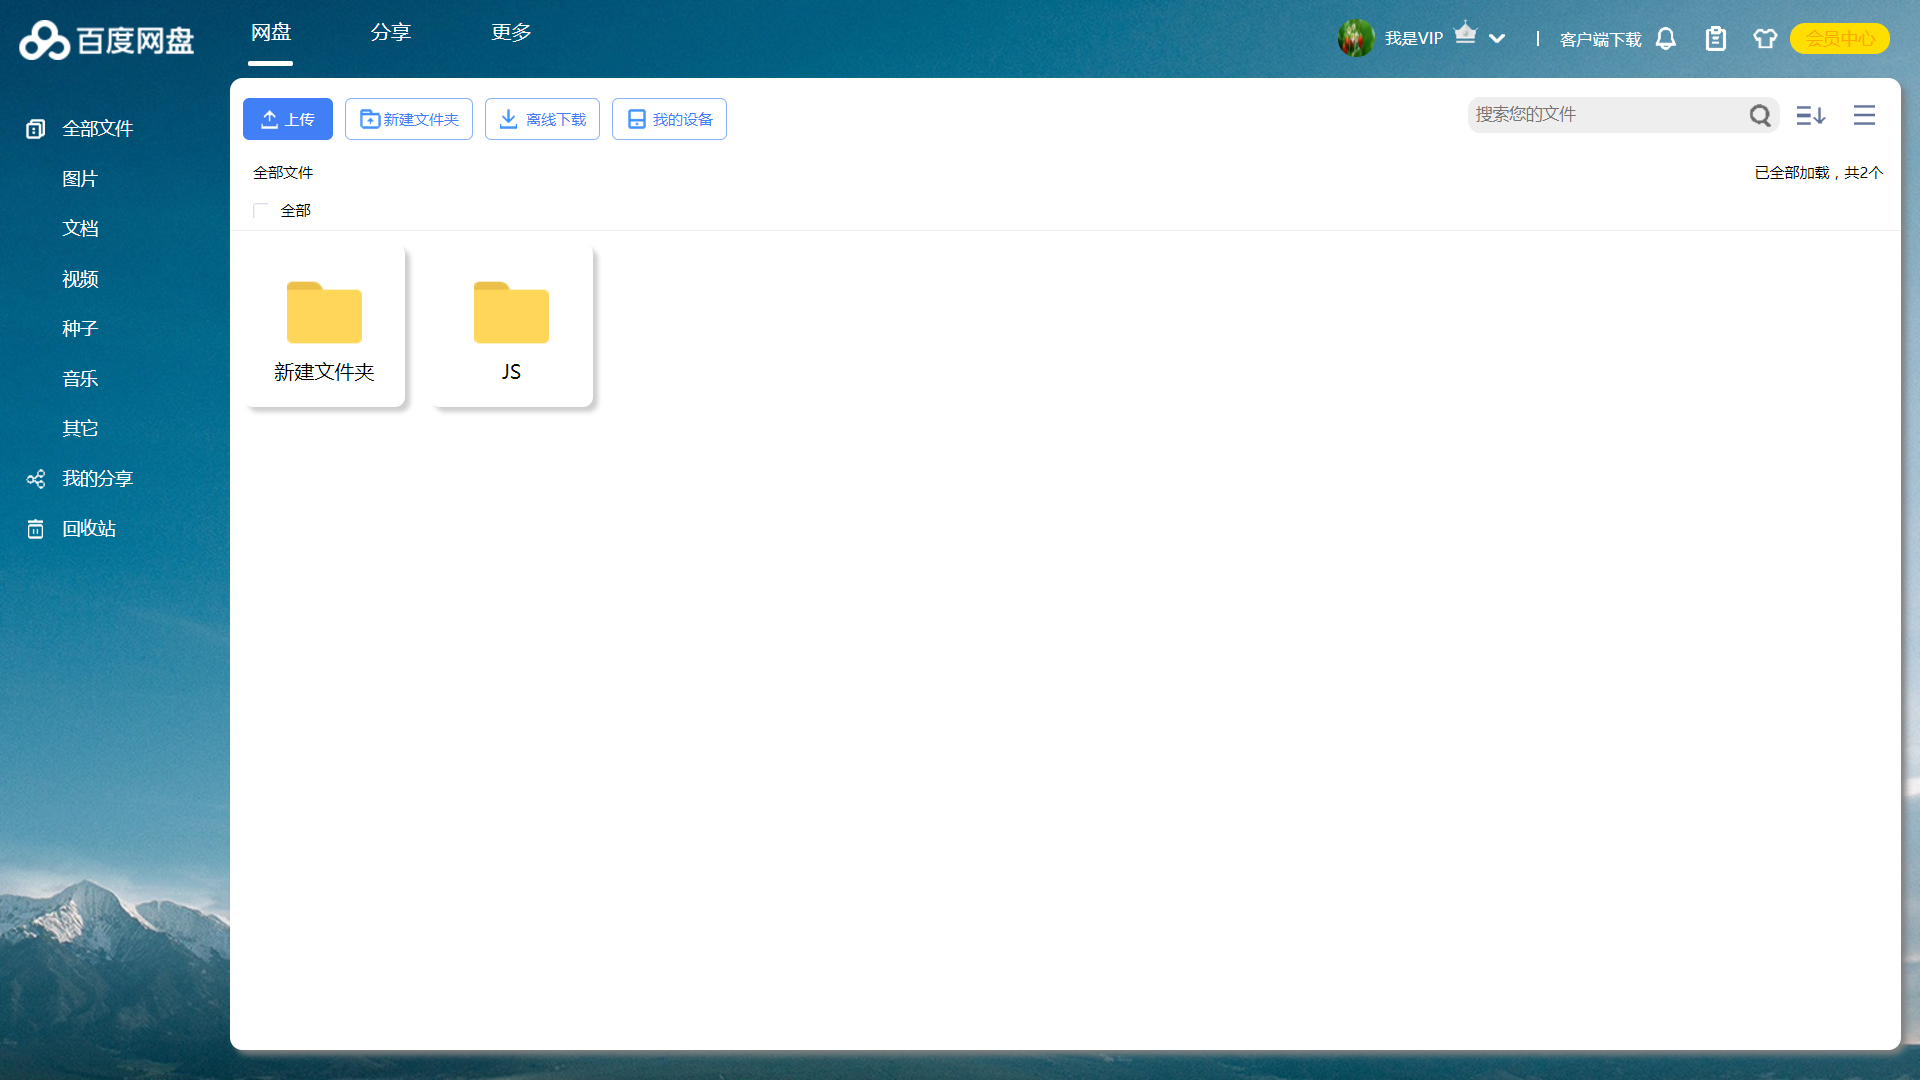 百度网盘
网盘
分享
更多
我是VIP
客户端下载
会员中心
全部文件
图片
文档
视频
种子
音乐
其它
我的分享
回收站
上传
新建文件夹
离线下载
我的设备
搜索您的文件
全部文件
已全部加载，共2个
全部
新建文件夹
JS